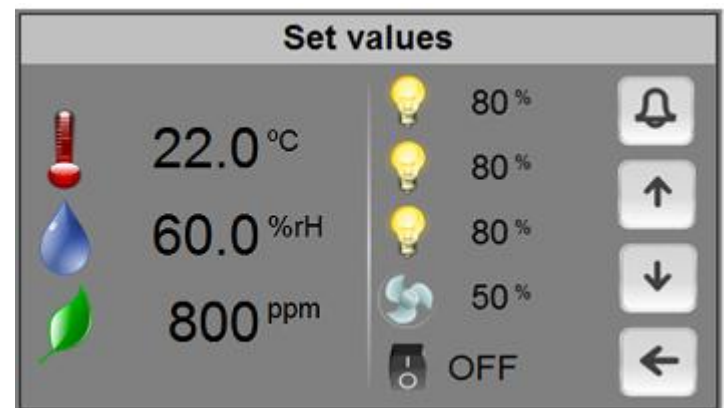 Set values
22.0 °C
60.0 %rH
800 ppm
80 %
80 %
80 %
50 %
OFF